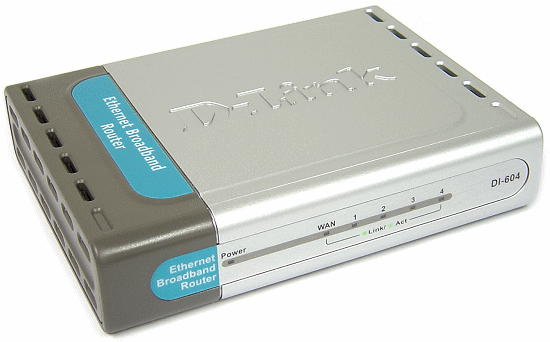 D-Link
Ethernet Broadband
Router
DI-604
WAN 1 2 3 4
Link/ Act
Power
Ethernet
Broadband
Router